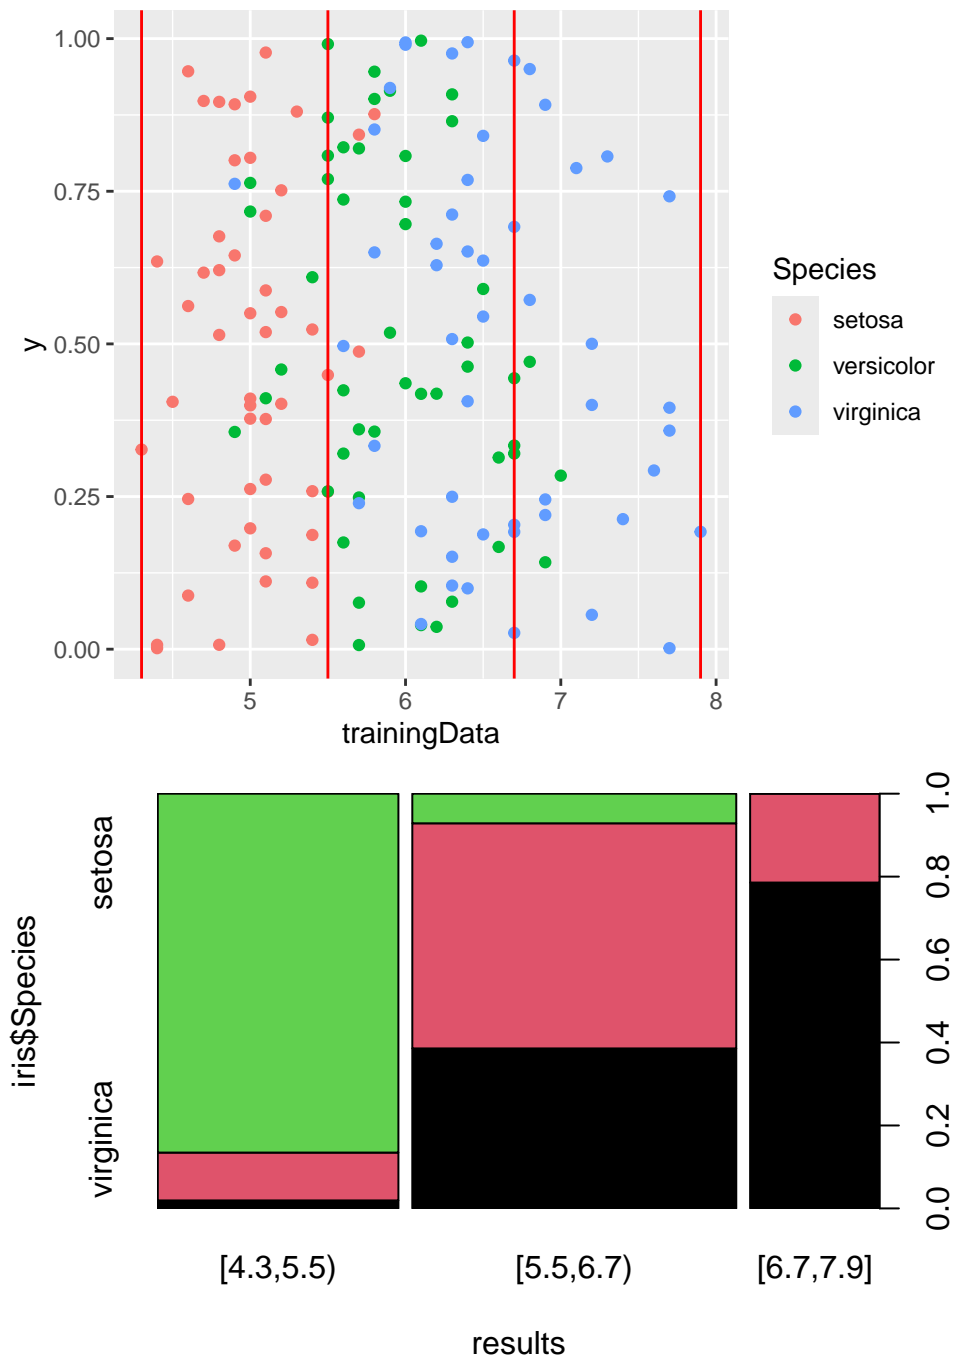 1.00
0.75
0.50
0.25
0.00
y
5 6 7 8
trainingData
Species
setosa
versicolor
virginica
iris$Species
setosa
virginica
1.0
0.8
0.6
0.4
0.2
0.0
[4.3,5.5) [5.5,6.7) [6.7,7.9]
results